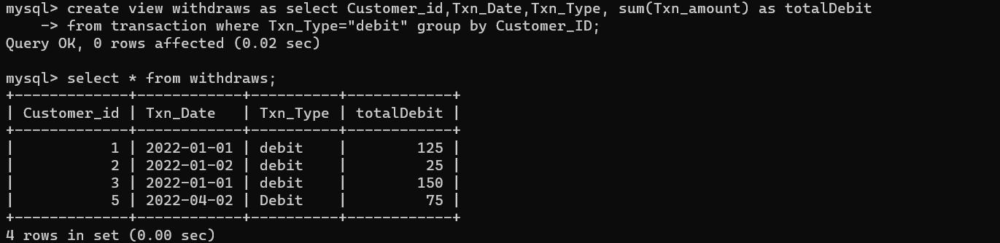 mysql> create view withdraws as select Customer_id,Txn_Date,Txn_Type, sum(Txn_amount) as totalDebit
    -> from transaction where Txn_Type="debit" group by Customer_ID;
Query OK, 0 rows affected (0.02 sec)

mysql> select * from withdraws;
+-------------+------------+----------+------------+
| Customer_id | Txn_Date   | Txn_Type | totalDebit |
+-------------+------------+----------+------------+
|           1 | 2022-01-01 | debit    |        125 |
|           2 | 2022-01-02 | debit    |         25 |
|           3 | 2022-01-01 | debit    |        150 |
|           5 | 2022-04-02 | Debit    |         75 |
+-------------+------------+----------+------------+
4 rows in set (0.00 sec)